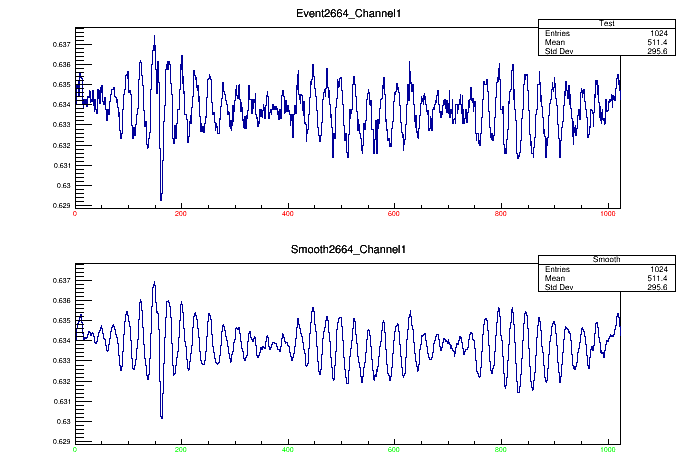 Event2664_Channel1
Test
Entries 1024
Mean 511.4
Std Dev 295.6
0.637
0.636
0.635
0.634
0.633
0.632
0.631
0.63
0.629
0 200 400 600 800 1000
Smooth2664_Channel1
Smooth
Entries 1024
Mean 511.4
Std Dev 295.6
0.637
0.636
0.635
0.634
0.633
0.632
0.631
0.63
0.629
0 200 400 600 800 1000